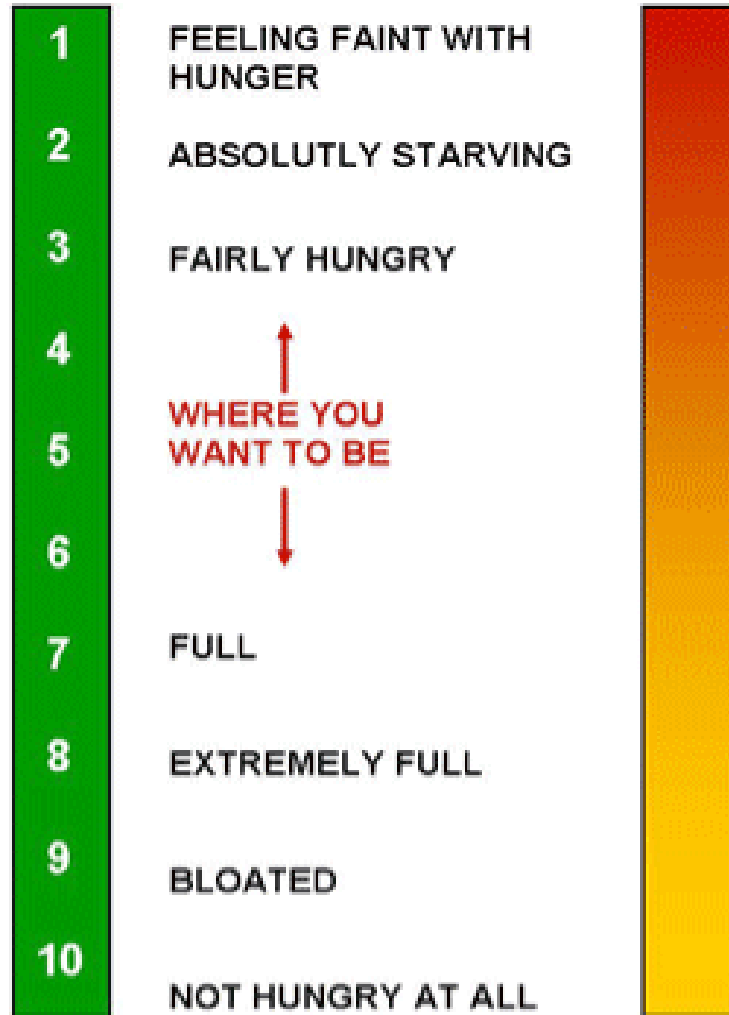 1 FEELING FAINT WITH
HUNGER
2 ABSOLUTLY STARVING
3 FAIRLY HUNGRY
4
WHERE YOU
5 WANT TO BE
6
7 FULL
8 EXTREMELY FULL
9 BLOATED
10 NOT HUNGRY AT ALL